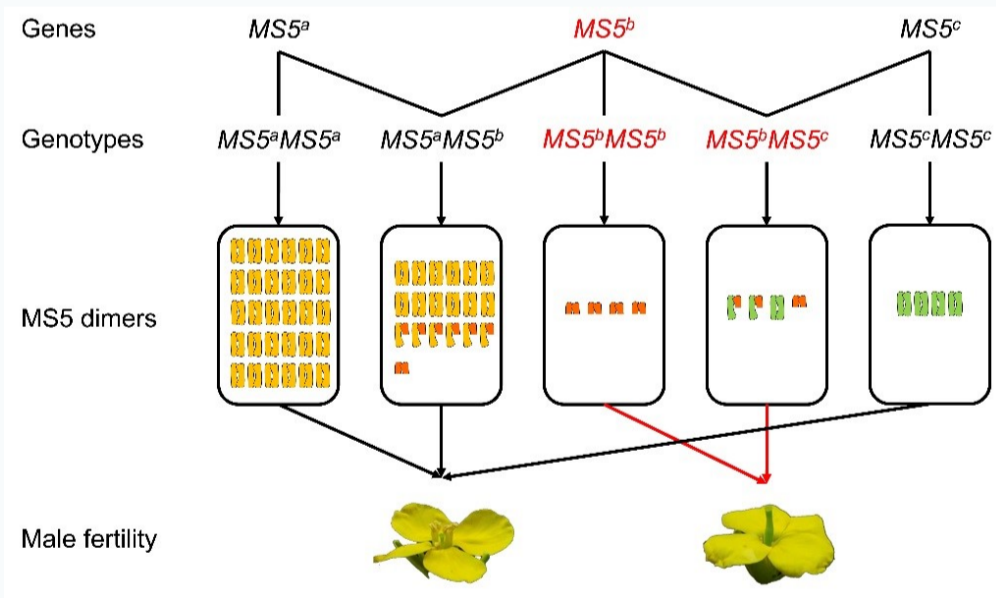 Genes MS5ᵃ MS5ᵇ MS5ᶜ
Genotypes MS5ᵃMS5ᵃ MS5ᵃMS5ᵇ MS5ᵇMS5ᵇ MS5ᵇMS5ᶜ MS5ᶜMS5ᶜ
MS5 dimers
Male fertility